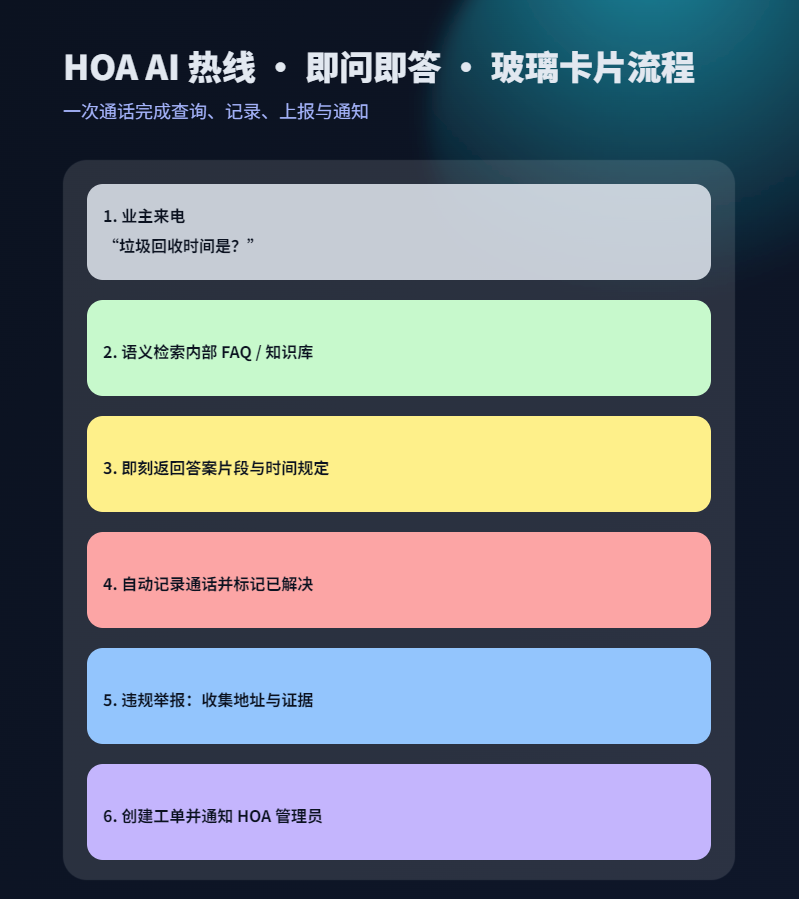 HOA AI 热线 • 即问即答 • 玻璃卡片流程
一次通话完成查询、记录、上报与通知
1. 业主来电
“垃圾回收时间是？”
2. 语义检索内部 FAQ / 知识库
3. 即刻返回答案片段与时间规定
4. 自动记录通话并标记已解决
5. 违规举报：收集地址与证据
6. 创建工单并通知 HOA 管理员